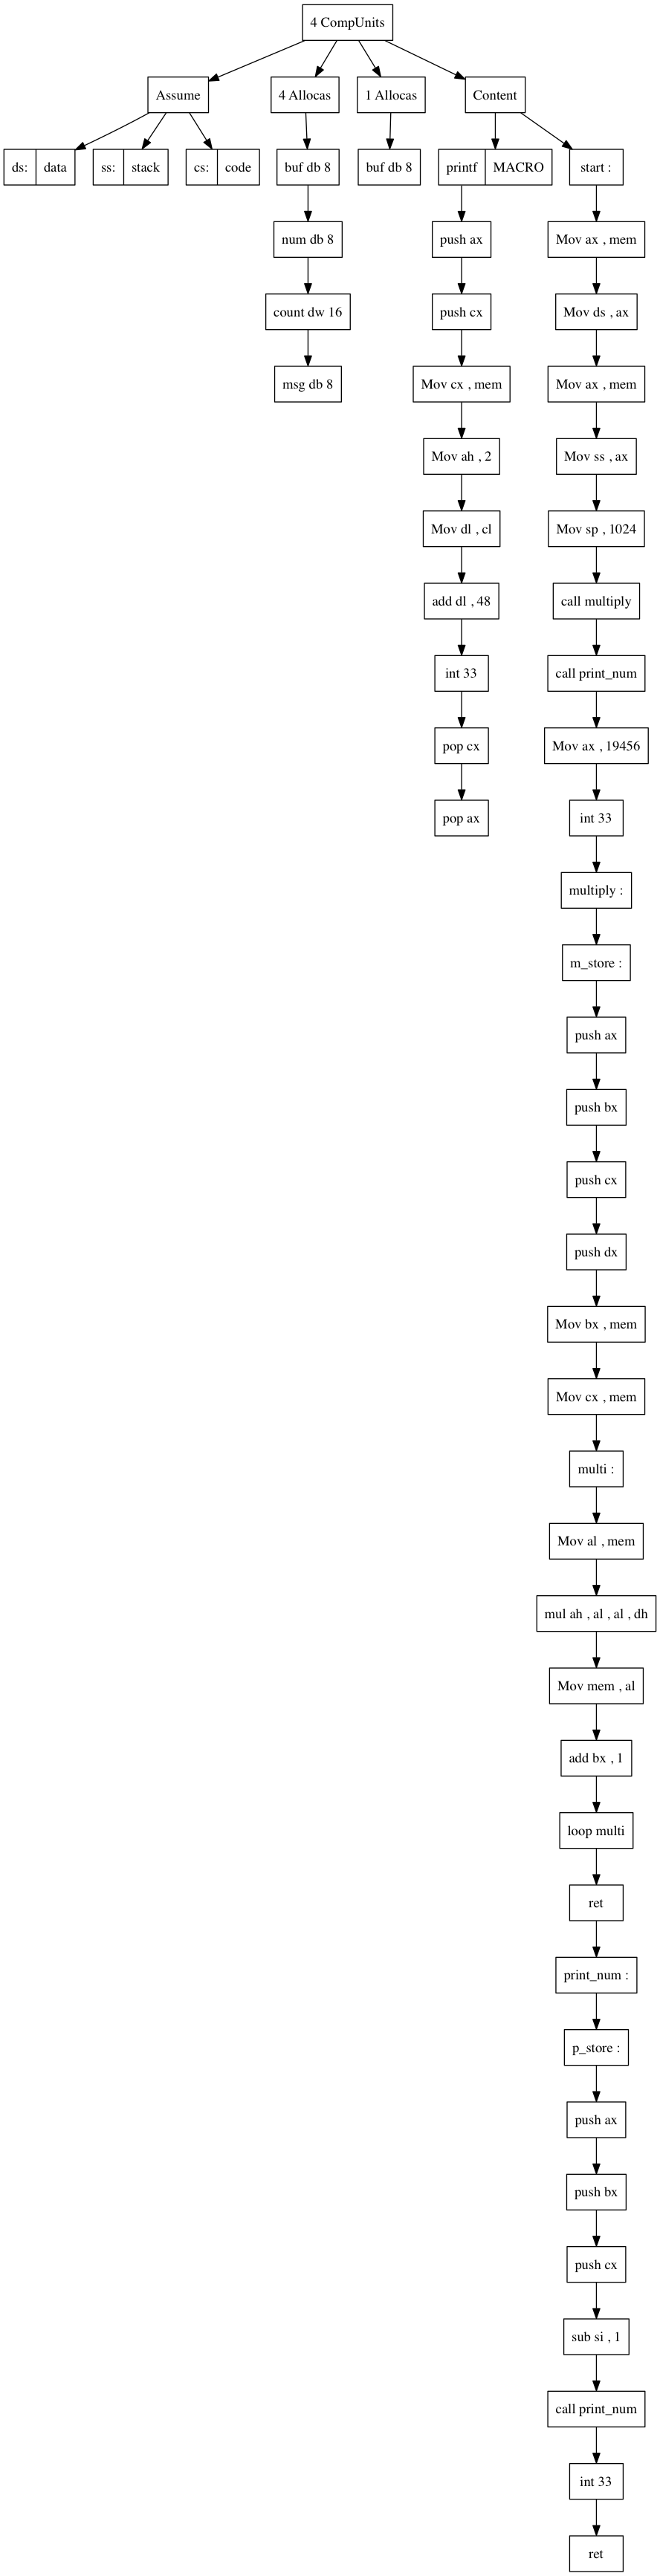 4 CompUnits
Assume
4 Allocas
1 Allocas
Content
ds: data
ss: stack
cs: code
buf db 8
buf db 8
printf MACRO
start :
num db 8
push ax
Mov ax , mem
count dw 16
push cx
Mov ds , ax
msg db 8
Mov cx , mem
Mov ax , mem
Mov ah , 2
Mov ss , ax
Mov dl , cl
Mov sp , 1024
add dl , 48
call multiply
int 33
call print_num
pop cx
Mov ax , 19456
pop ax
int 33
multiply :
m_store :
push ax
push bx
push cx
push dx
Mov bx , mem
Mov cx , mem
multi :
Mov al , mem
mul ah , al , al , dh
Mov mem , al
add bx , 1
loop multi
ret
print_num :
p_store :
push ax
push bx
push cx
sub si , 1
call print_num
int 33
ret